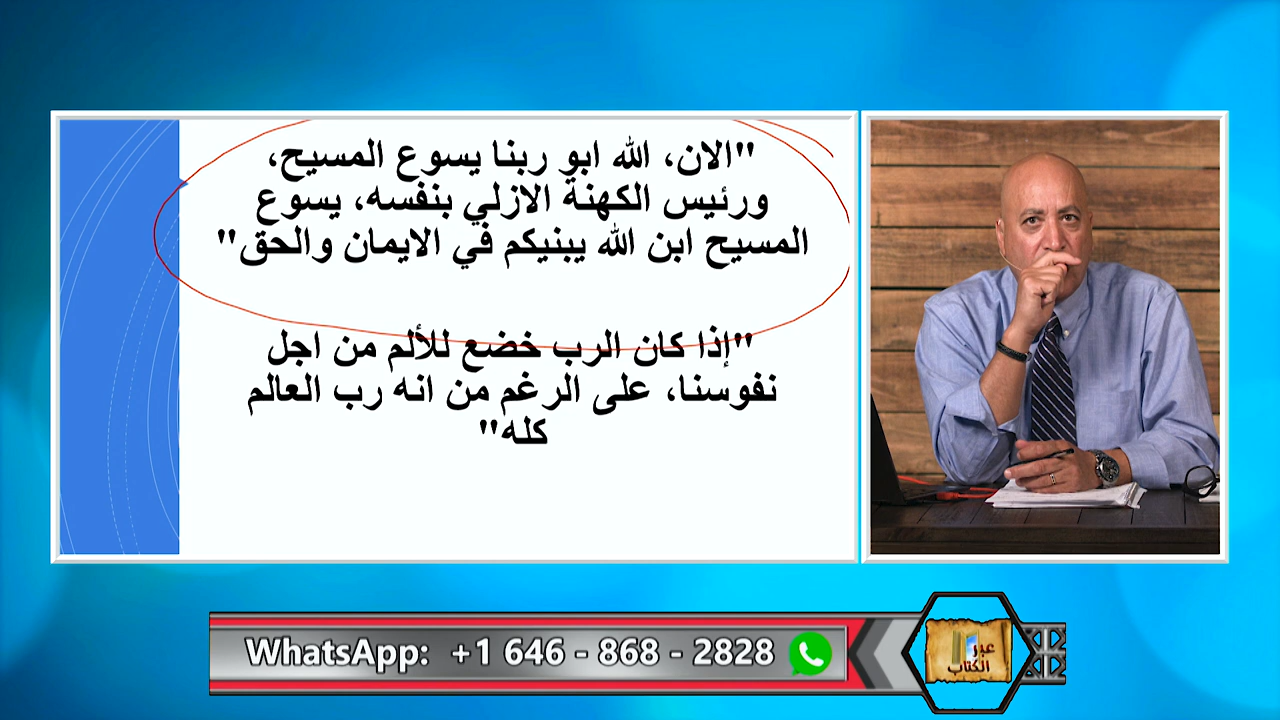 "الان، الله ابو ربنا يسوع المسيح،
ورئيس الكهنة الازلي بنفسه، يسوع
المسيح ابن الله يبنيكم في الايمان والحق"
"إذا كان الرب خضع للألم من اجل
نفوسنا، على الرغم من انه رب العالم
كله"
WhatsApp: +1 646 - 868 - 2828
عبر
الكتاب